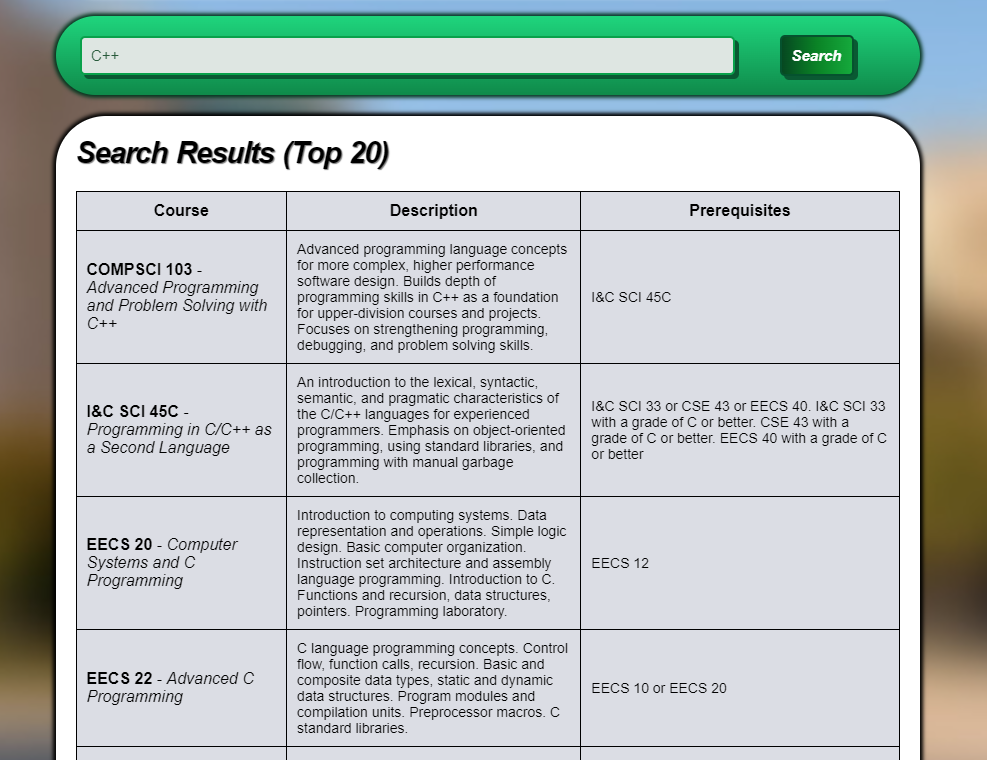 C++
Search
Search Results (Top 20)
Course
Description
Prerequisites
COMPSCI 103 -
Advanced Programming
and Problem Solving with
C++
Advanced programming language concepts
for more complex, higher performance
software design. Builds depth of
programming skills in C++ as a foundation
for upper-division courses and projects.
Focuses on strengthening programming,
debugging, and problem solving skills.
I&C SCI 45C
I&C SCI 45C -
Programming in C/C++ as
a Second Language
An introduction to the lexical, syntactic,
semantic, and pragmatic characteristics of
the C/C++ languages for experienced
programmers. Emphasis on object-oriented
programming, using standard libraries, and
programming with manual garbage
collection.
I&C SCI 33 or CSE 43 or EECS 40. I&C SCI 33
with a grade of C or better. CSE 43 with a
grade of C or better. EECS 40 with a grade of C
or better
EECS 20 - Computer
Systems and C
Programming
Introduction to computing systems. Data
representation and operations. Simple logic
design. Basic computer organization.
Instruction set architecture and assembly
language programming. Introduction to C.
Functions and recursion, data structures,
pointers. Programming laboratory.
EECS 12
EECS 22 - Advanced C
Programming
C language programming concepts. Control
flow, function calls, recursion. Basic and
composite data types, static and dynamic
data structures. Program modules and
compilation units. Preprocessor macros. C
standard libraries.
EECS 10 or EECS 20